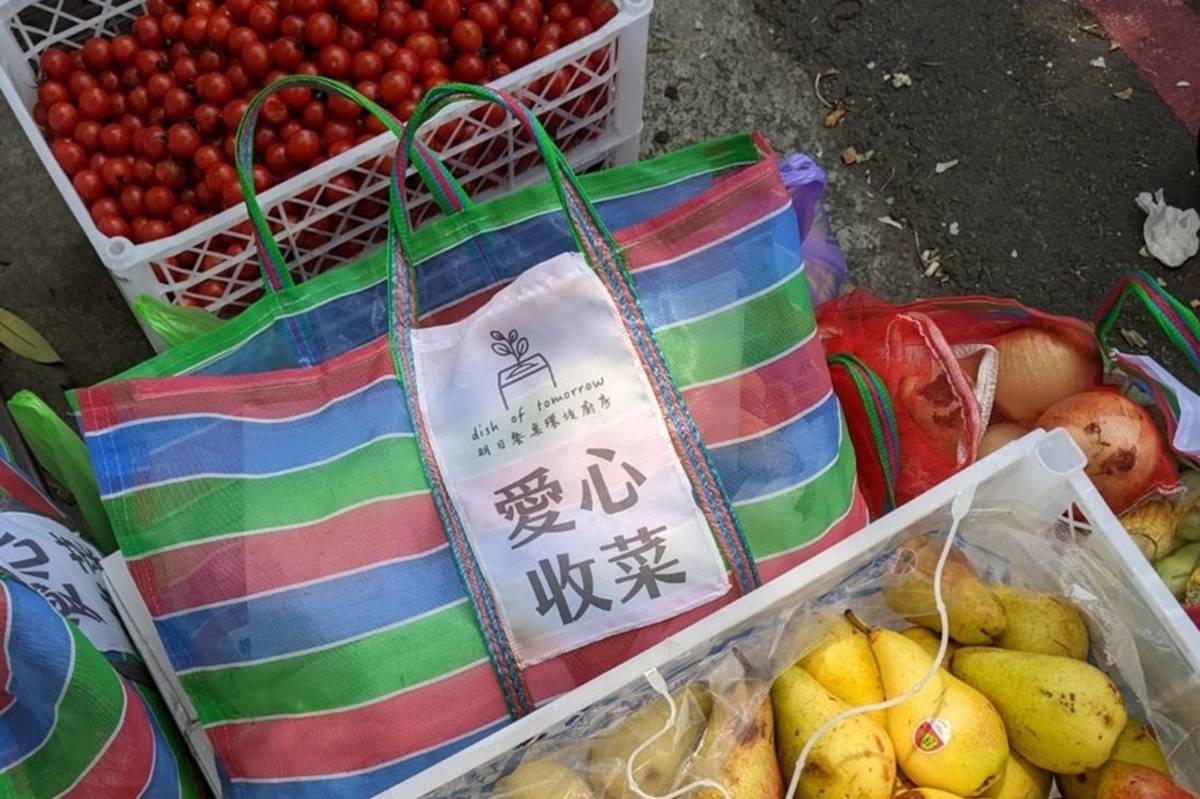 dish of tomorrow
明日餐桌環境廚房
愛心
收菜